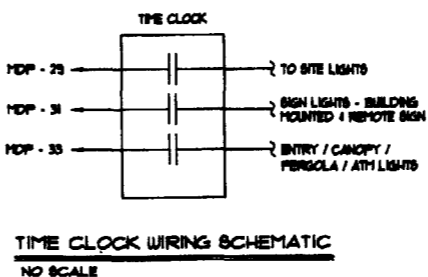 TIME CLOCK
MDP - 29
TO SITE LIGHTS
MDP - 31
SIGN LIGHTS - BUILDING
MOUNTED & REMOTE SIGN
MDP - 33
ENTRY / CANOPY /
PERGOLA / ATM LIGHTS
TIME CLOCK WIRING SCHEMATIC
NO SCALE